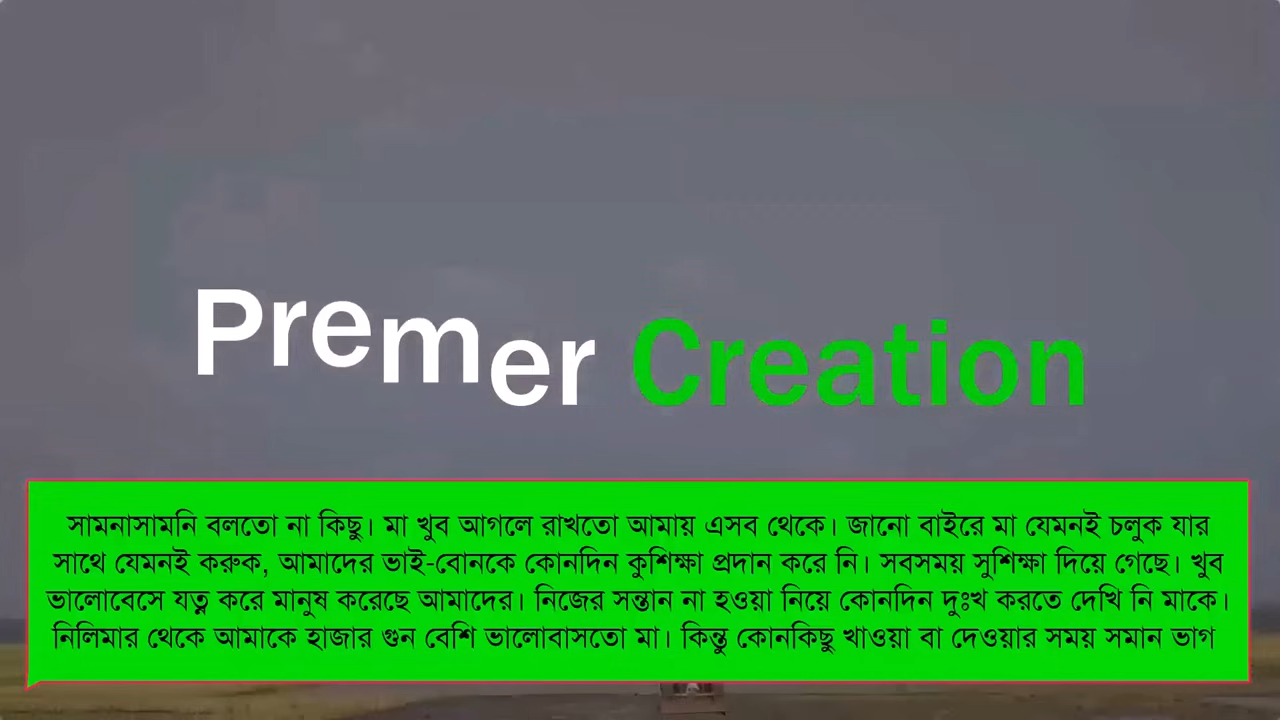 Premer Creation
সামনাসামনি বলতো না কিছু। মা খুব আগলে রাখতো আমায় এসব থেকে। জানো বাইরে মা যেমনই চলুক যার
সাথে যেমনই করুক, আমাদের ভাই-বোনকে কোনদিন কুশিক্ষা প্রদান করে নি। সবসময় সুশিক্ষা দিয়ে গেছে। খুব
ভালোবেসে যত্ন করে মানুষ করেছে আমাদের। নিজের সন্তান না হওয়া নিয়ে কোনদিন দুঃখ করতে দেখি নি মাকে।
নিলিমার থেকে আমাকে হাজার গুন বেশি ভালোবাসতো মা। কিন্তু কোনকিছু খাওয়া বা দেওয়ার সময় সমান ভাগ